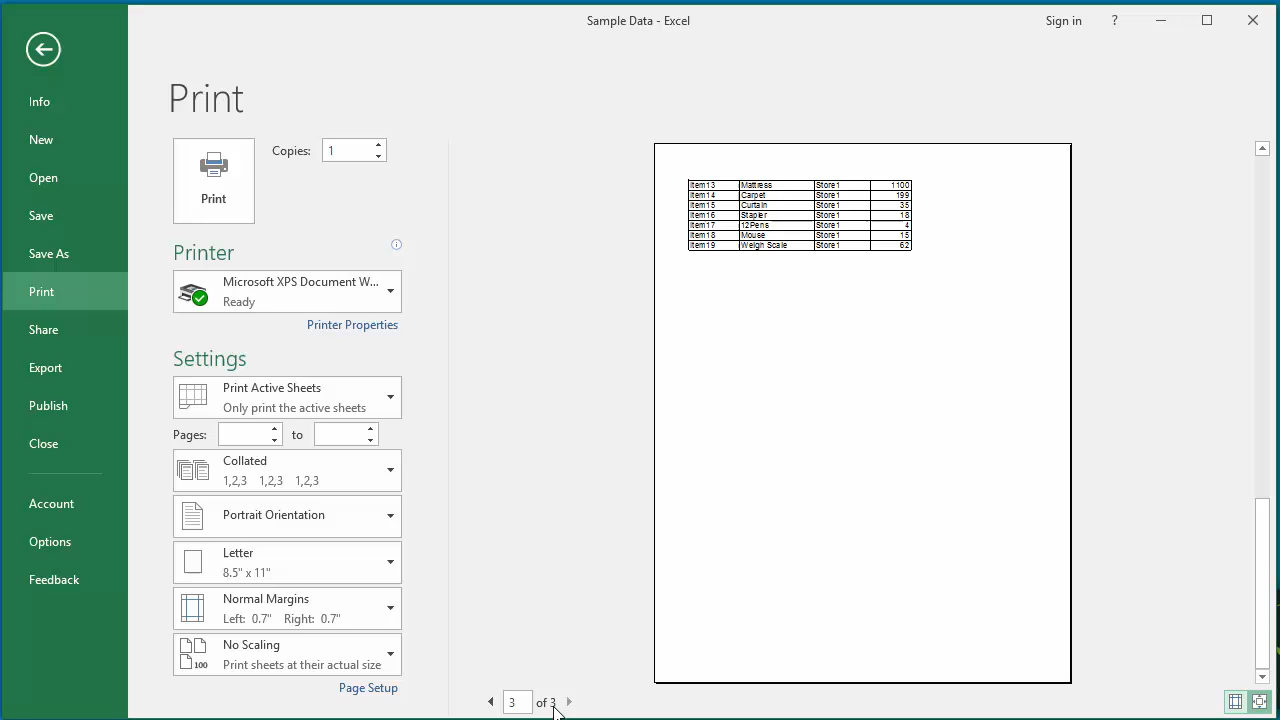 Sample Data - Excel
Sign in
?
Info
New
Open
Save
Save As
Print
Share
Export
Publish
Close
Account
Options
Feedback
Print
Print
Copies: 1
Printer
Microsoft XPS Document W...
Ready
Printer Properties
Settings
Print Active Sheets
Only print the active sheets
Pages: to
Collated
1,2,3 1,2,3 1,2,3
Portrait Orientation
Letter
8.5" x 11"
Normal Margins
Left: 0.7" Right: 0.7"
No Scaling
Print sheets at their actual size
100
Page Setup
Item13 Mattress Store1 1100
Item14 Carpet Store1 199
Item15 Curtain Store1 35
Item16 Stapler Store1 18
Item17 12Pens Store1 4
Item18 Mouse Store1 15
Item19 Weigh Scale Store1 62
3 of 3